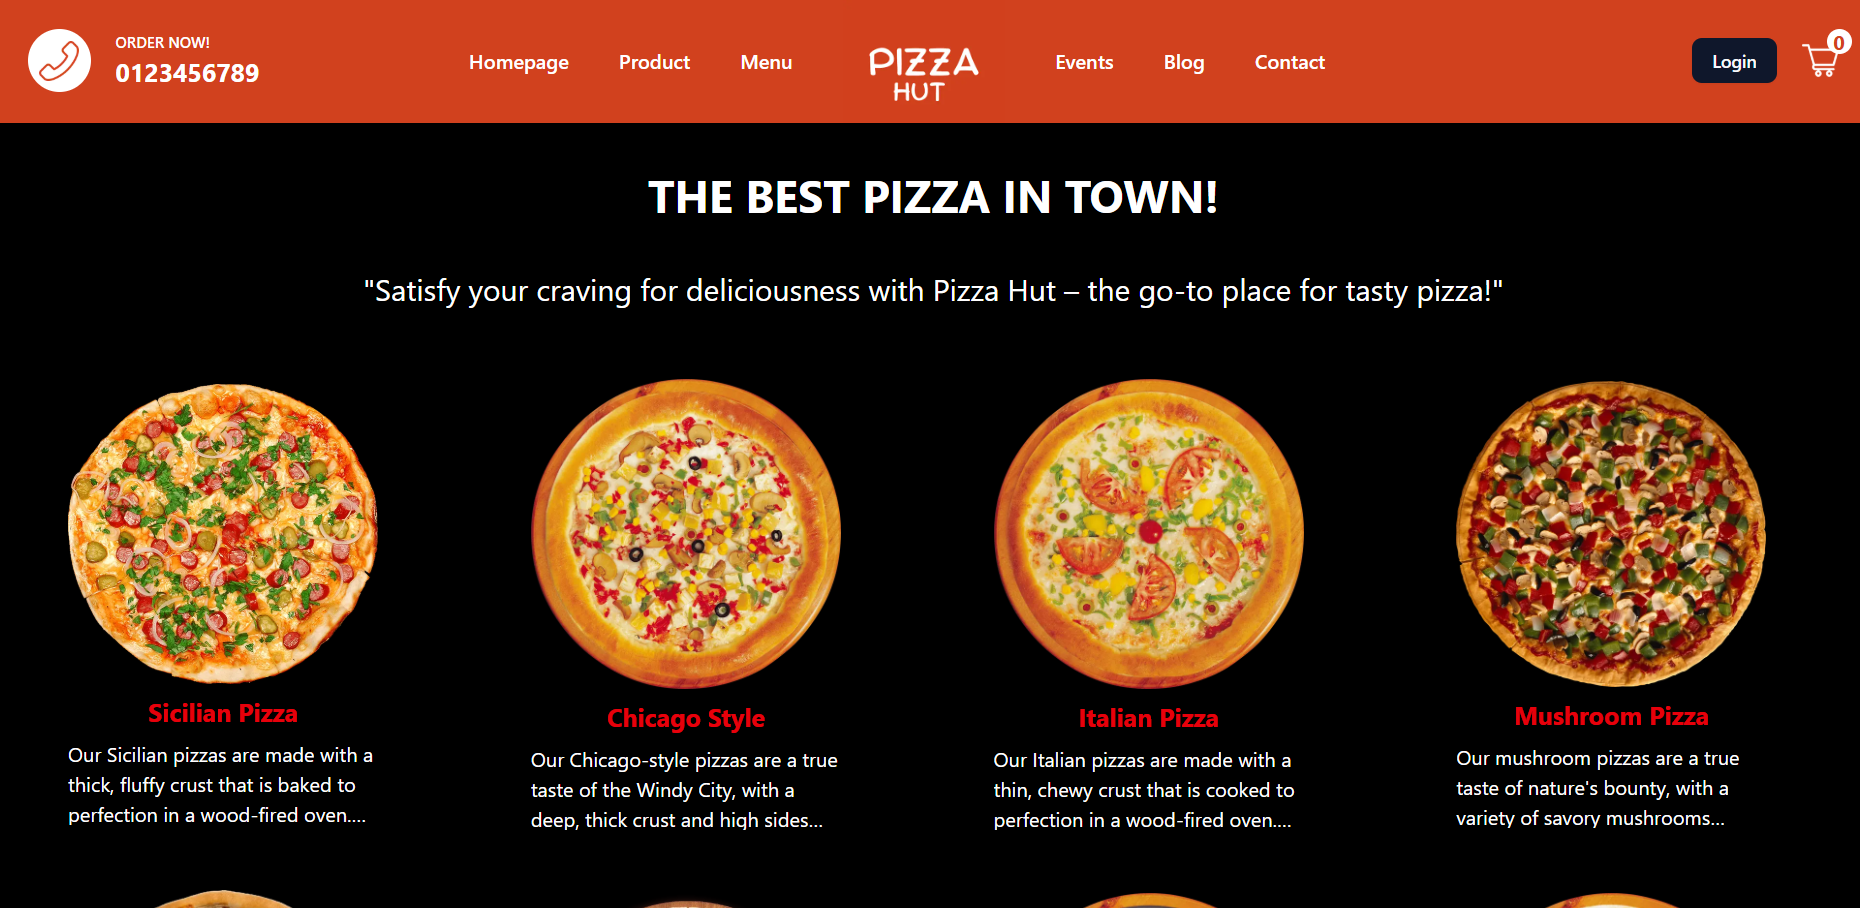 ORDER NOW!
0123456789
Homepage
Product
Menu
PIZZA
HUT
Events
Blog
Contact
Login
0
THE BEST PIZZA IN TOWN!
"Satisfy your craving for deliciousness with Pizza Hut – the go-to place for tasty pizza!"
Sicilian Pizza
Our Sicilian pizzas are made with a
thick, fluffy crust that is baked to
perfection in a wood-fired oven....
Chicago Style
Our Chicago-style pizzas are a true
taste of the Windy City, with a
deep, thick crust and high sides...
Italian Pizza
Our Italian pizzas are made with a
thin, chewy crust that is cooked to
perfection in a wood-fired oven....
Mushroom Pizza
Our mushroom pizzas are a true
taste of nature's bounty, with a
variety of savory mushrooms...